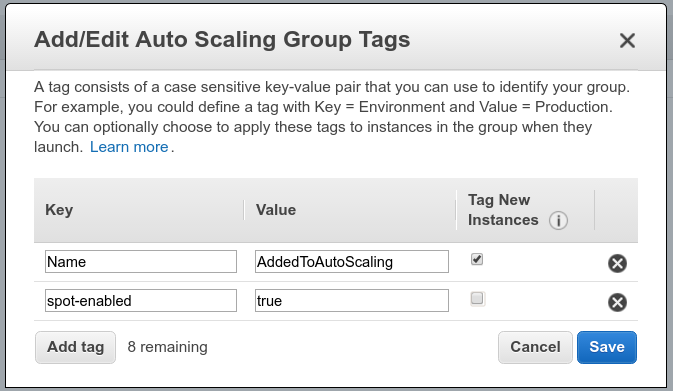 Add/Edit Auto Scaling Group Tags
A tag consists of a case sensitive key-value pair that you can use to identify your group.
For example, you could define a tag with Key = Environment and Value = Production.
You can optionally choose to apply these tags to instances in the group when they
launch. Learn more.
Key Value Tag New
Instances i
Name AddedToAutoScaling
spot-enabled true
Add tag 8 remaining Cancel Save